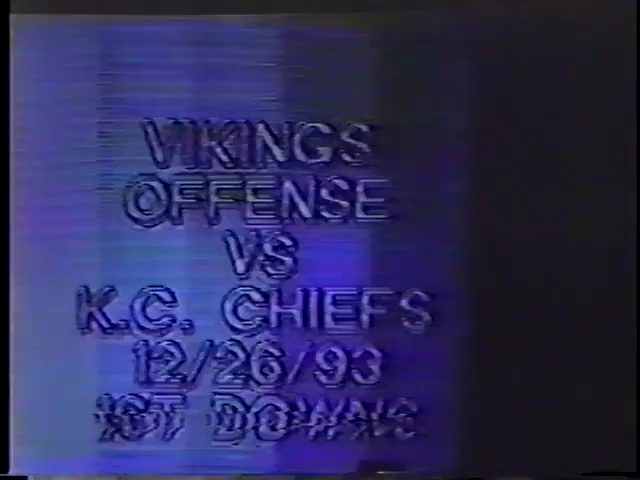 VIKINGS
OFFENSE
VS
K.C. CHIEFS
12/26/93
1ST DOWNS